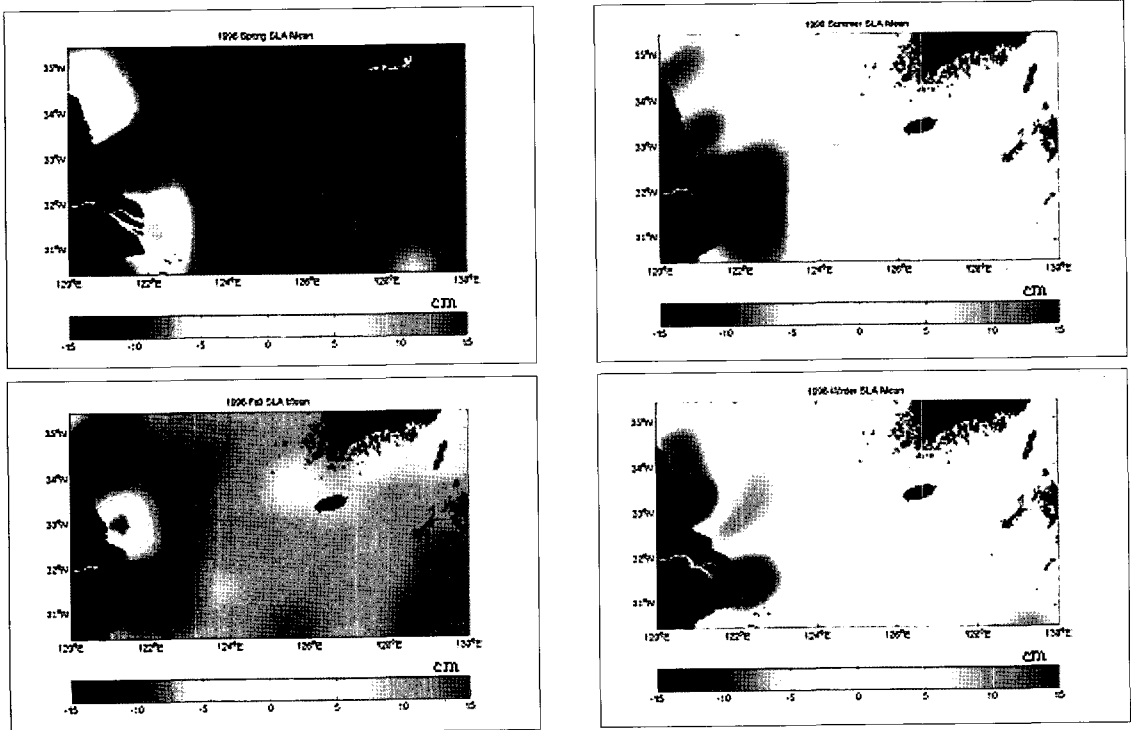 1996 Spring SLA Mean
35°N
34°N
33°N
32°N
31°N
120°E 122°E 124°E 126°E 128°E 130°E
cm
-15 -10 -5 0 5 10 15
1996 Summer SLA Mean
35°N
34°N
33°N
32°N
31°N
120°E 122°E 124°E 126°E 128°E 130°E
cm
-15 -10 -5 0 5 10 15
1996 Fall SLA Mean
35°N
34°N
33°N
32°N
31°N
120°E 122°E 124°E 126°E 128°E 130°E
cm
-15 -10 -5 0 5 10 15
1996 Winter SLA Mean
35°N
34°N
33°N
32°N
31°N
120°E 122°E 124°E 126°E 128°E 130°E
cm
-15 -10 -5 0 5 10 15